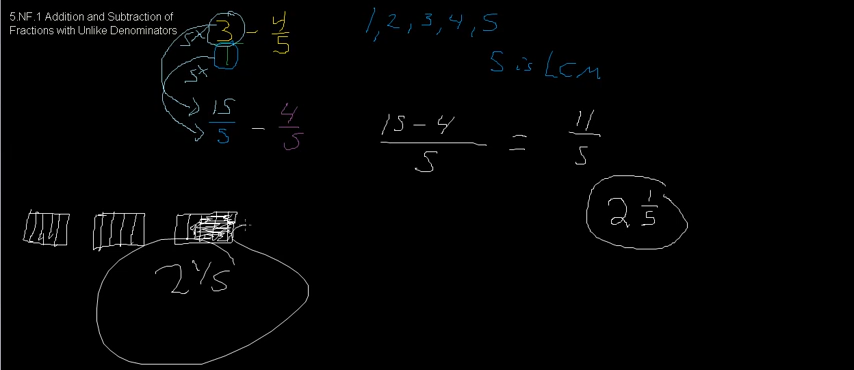 5.NF.1 Addition and Subtraction of
Fractions with Unlike Denominators
3/1 - 4/5
5x
5x
1, 2, 3, 4, 5
5 is LCM
15/5 - 4/5
15-4/5 = 11/5
2 1/5
2 1/5